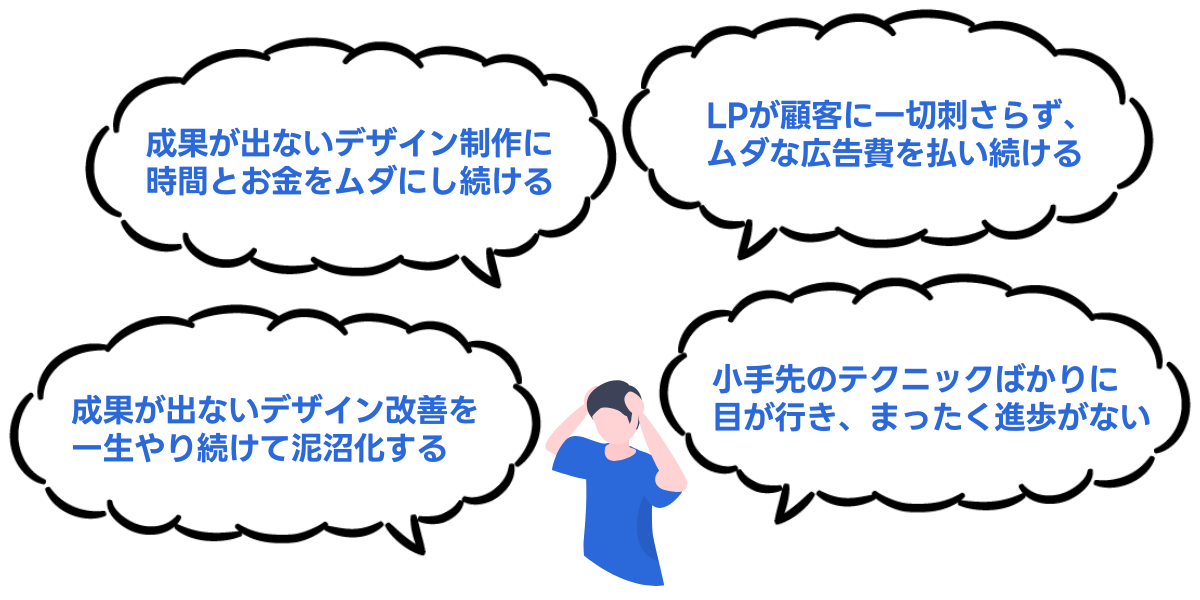 成果が出ないデザイン制作に
時間とお金をムダにし続ける
LPが顧客に一切刺さらず、
ムダな広告費を払い続ける
成果が出ないデザイン改善を
一生やり続けて泥沼化する
小手先のテクニックばかりに
目が行き、まったく進歩がない